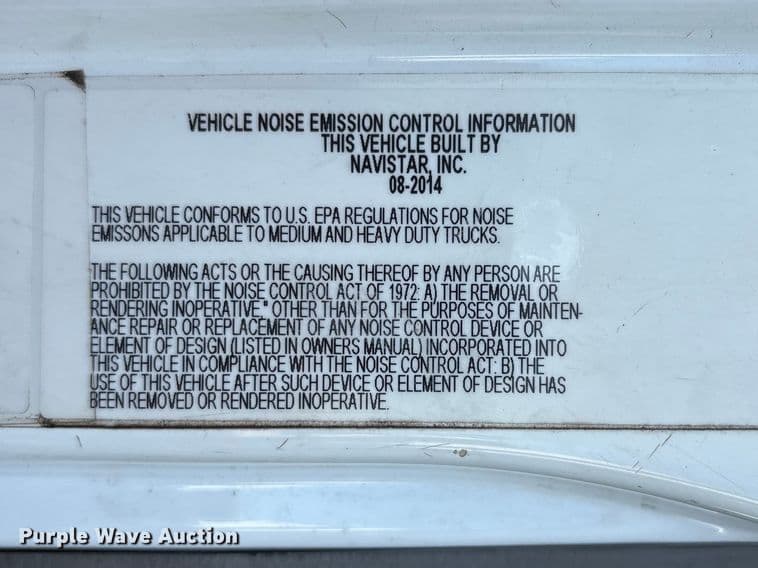 VEHICLE NOISE EMISSION CONTROL INFORMATION
THIS VEHICLE BUILT BY
NAVISTAR, INC.
08-2014
THIS VEHICLE CONFORMS TO U.S. EPA REGULATIONS FOR NOISE
EMISSONS APPLICABLE TO MEDIUM AND HEAVY DUTY TRUCKS.
THE FOLLOWING ACTS OR THE CAUSING THEREOF BY ANY PERSON ARE
PROHIBITED BY THE NOISE CONTROL ACT OF 1972: A) THE REMOVAL OR
RENDERING INOPERATIVE," OTHER THAN FOR THE PURPOSES OF MAINTEN-
ANCE REPAIR OR REPLACEMENT OF ANY NOISE CONTROL DEVICE OR
ELEMENT OF DESIGN (LISTED IN OWNERS MANUAL) INCORPORATED INTO
THIS VEHICLE IN COMPLIANCE WITH THE NOISE CONTROL ACT: B) THE
USE OF THIS VEHICLE AFTER SUCH DEVICE OR ELEMENT OF DESIGN HAS
BEEN REMOVED OR RENDERED INOPERATIVE.
Purple Wave Auction